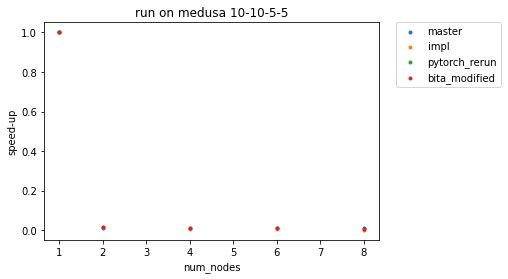 run on medusa 10-10-5-5
1.0
0.8
0.6
0.4
0.2
0.0
speed-up
1 2 3 4 5 6 7 8
num_nodes
master
impl
pytorch_rerun
bita_modified